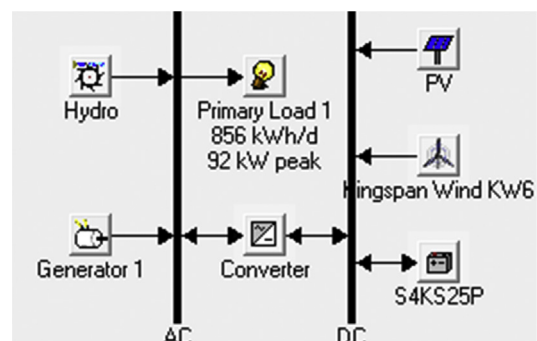 Hydro
Primary Load 1
856 kWh/d
92 kW peak
PV
Kingspan Wind KW6
Generator 1
Converter
S4KS25P
AC
DC